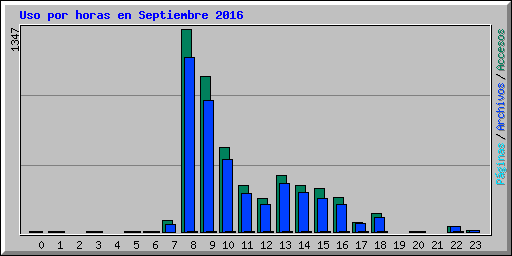 Uso por horas en Septiembre 2016
1347
Páginas/Archivos/Accesos
0 1 2 3 4 5 6 7 8 9 10 11 12 13 14 15 16 17 18 19 20 21 22 23